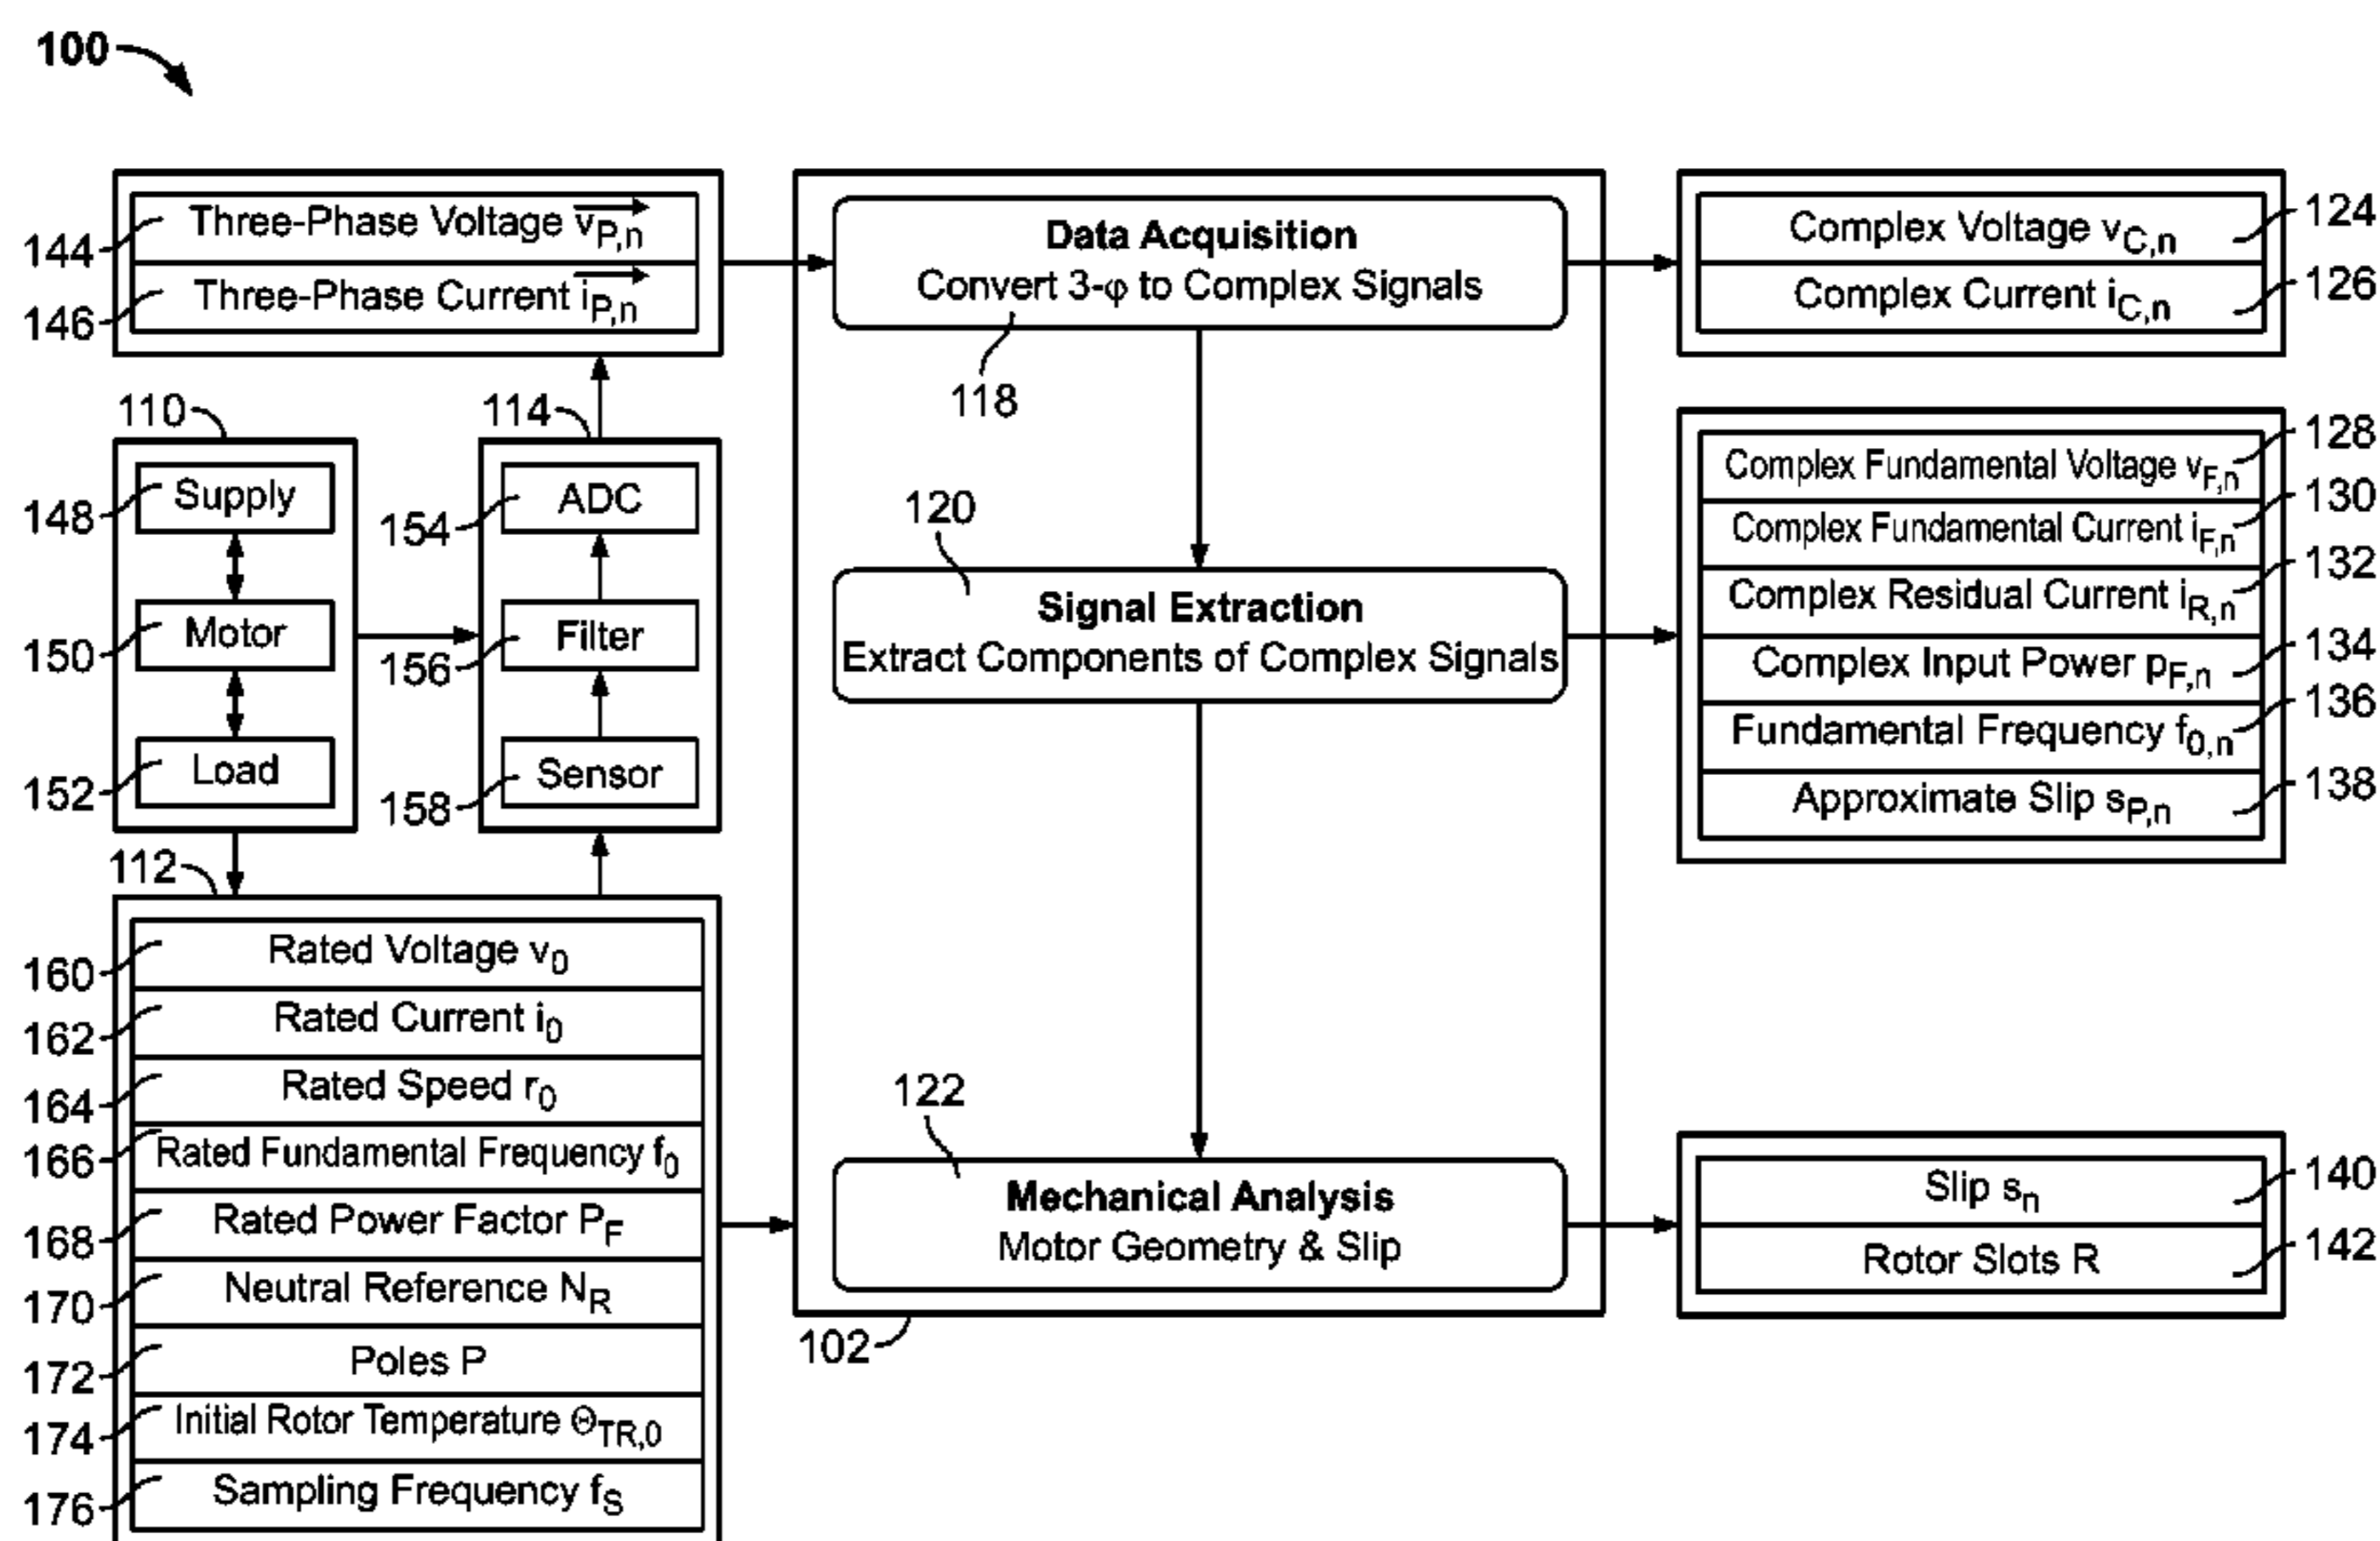 100
144
Three-Phase Voltage vP,n
146
Three-Phase Current iP,n
110
148
Supply
150
Motor
152
Load
114
154
ADC
156
Filter
158
Sensor
112
160
Rated Voltage v0
162
Rated Current i0
164
Rated Speed r0
166
Rated Fundamental Frequency f0
168
Rated Power Factor PF
170
Neutral Reference NR
172
Poles P
174
Initial Rotor Temperature ΘTR,0
176
Sampling Frequency fS
Data Acquisition
Convert 3-φ to Complex Signals
118
120
Signal Extraction
Extract Components of Complex Signals
122
Mechanical Analysis
Motor Geometry & Slip
102
Complex Voltage vC,n
124
Complex Current iC,n
126
Complex Fundamental Voltage vF,n
128
Complex Fundamental Current iF,n
130
Complex Residual Current iR,n
132
Complex Input Power pF,n
134
Fundamental Frequency f0,n
136
Approximate Slip sP,n
138
Slip sn
140
Rotor Slots R
142